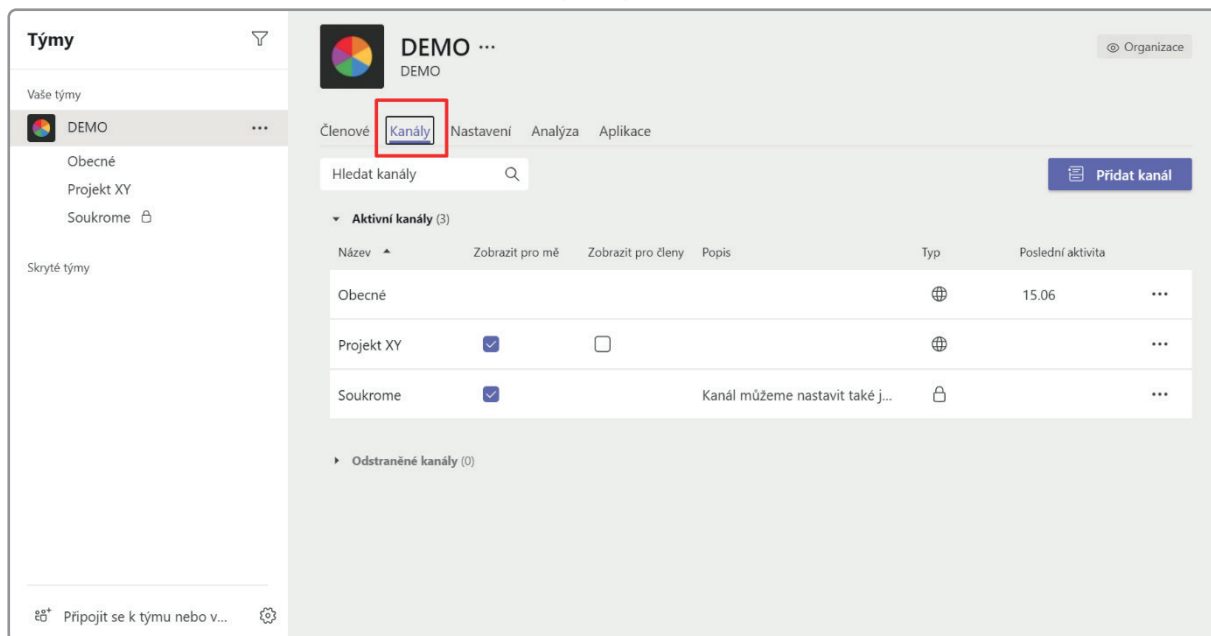 Týmy
Vaše týmy
DEMO
Obecné
Projekt XY
Soukrome
Skryté týmy
Připojit se k týmu nebo v...
DEMO ...
DEMO
Organizace
Členové Kanály Nastavení Analýza Aplikace
Hledat kanály
Přidat kanál
Aktivní kanály (3)
Název Zobrazit pro mě Zobrazit pro členy Popis Typ Poslední aktivita
Obecné 15.06
Projekt XY
Soukrome Kanál můžeme nastavit také j...
Odstraněné kanály (0)